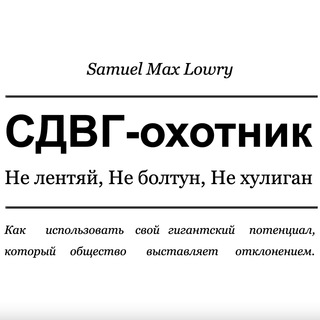 Samuel Max Lowry
СДВГ-охотник
Не лентяй, Не болтун, Не хулиган
Как использовать свой гигантский потенциал,
который общество выставляет отклонением.